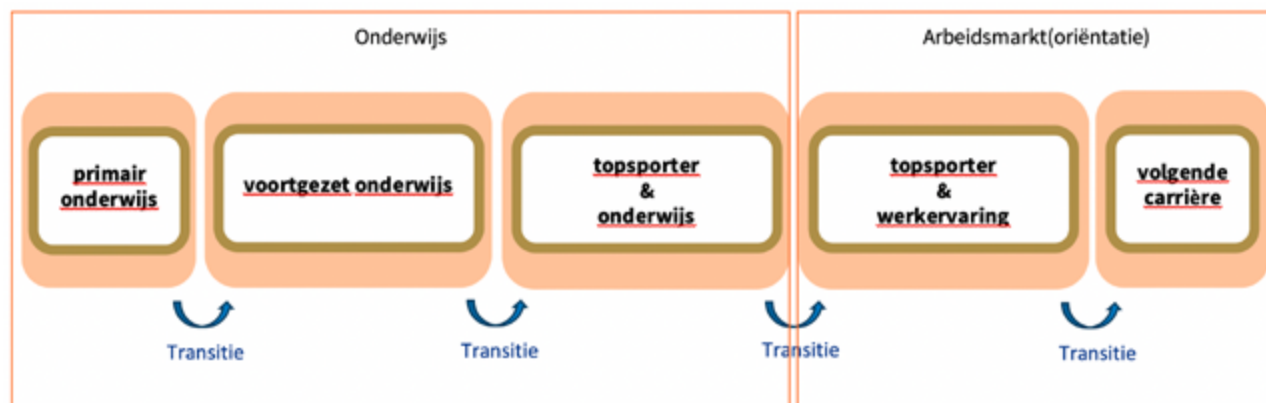 Onderwijs
Arbeidsmarkt(oriëntatie)
primair
onderwijs
voortgezet onderwijs
topsporter
&
onderwijs
topsporter
&
werkervaring
volgende
carrière
Transitie
Transitie
Transitie
Transitie